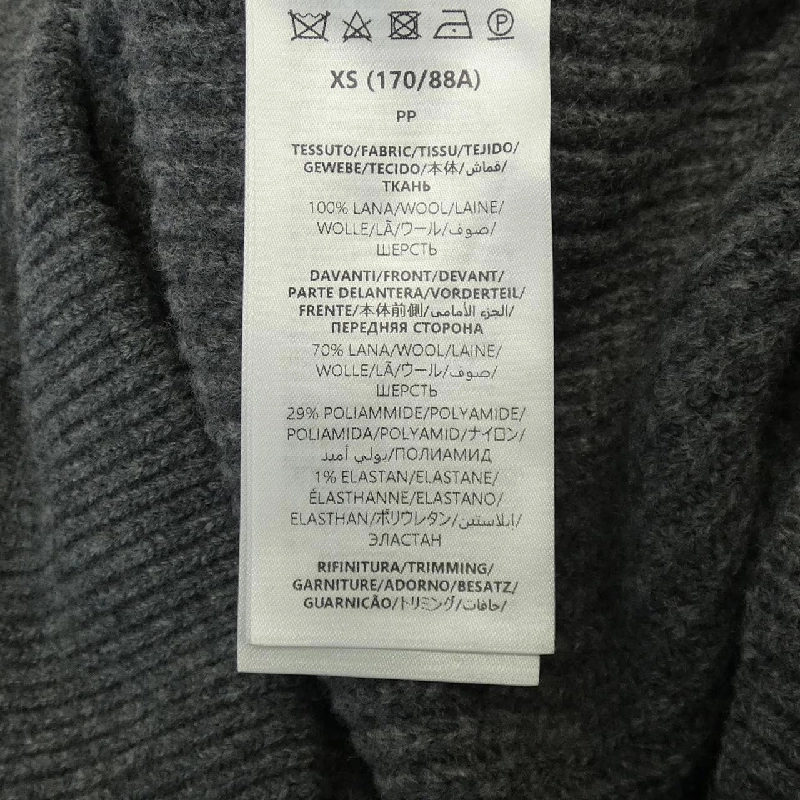 XS (170/88A)
PP
TESSUTO/FABRIC/TISSU/TEJIDO/
GEWEBE/TECIDO/本体/قماش/
ТКАНЬ
100% LANA/WOOL/LAINE/
WOLLE/LÃ/ウール/صوف/
ШЕРСТЬ
DAVANTI/FRONT/DEVANT/
PARTE DELANTERA/VORDERTEIL/
FRENTE/本体前側/الجزء الأمامي/
ПЕРЕДНЯЯ СТОРОНА
70% LANA/WOOL/LAINE/
WOLLE/LÃ/ウール/صوف/
ШЕРСТЬ
29% POLIAMMIDE/POLYAMIDE/
POLIAMIDA/POLYAMID/ナイロン/
بولي أميد/ПОЛИАМИД
1% ELASTAN/ELASTANE/
ÉLASTHANNE/ELASTANO/
ELASTHAN/ポリウレタン/إيلاستين/
ЭЛАСТАН
RIFINITURA/TRIMMING/
GARNITURE/ADORNO/BESATZ/
GUARNICÃO/トリミング/حافات/